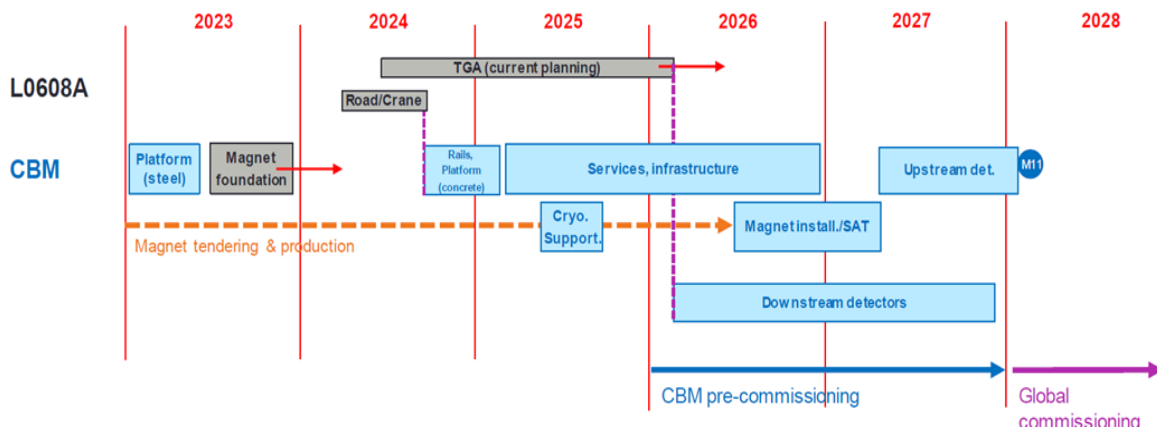 2023 2024 2025 2026 2027 2028
L0608A
TGA (current planning)
Road/Crane
CBM
Platform
(steel)
Magnet
foundation
Rails,
Platform
(concrete)
Services, infrastructure
Upstream det.
M11
Magnet tendering & production
Cryo.
Support.
Magnet install./SAT
Downstream detectors
CBM pre-commissioning
Global
commissioning